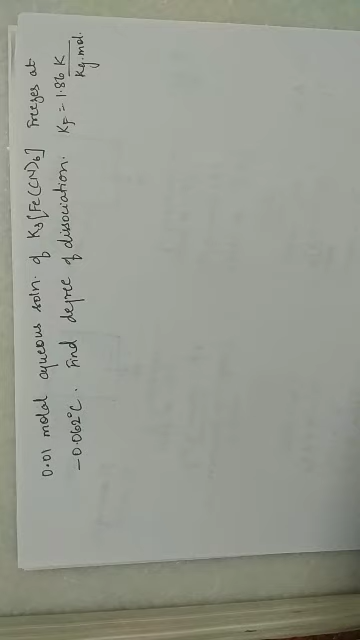 0.01 molal aqueous soln. of K3[Fe(CN)6] freezes at
-0.062°C. Find degree of dissociation. KF = 1.86 K/Kg.mol.